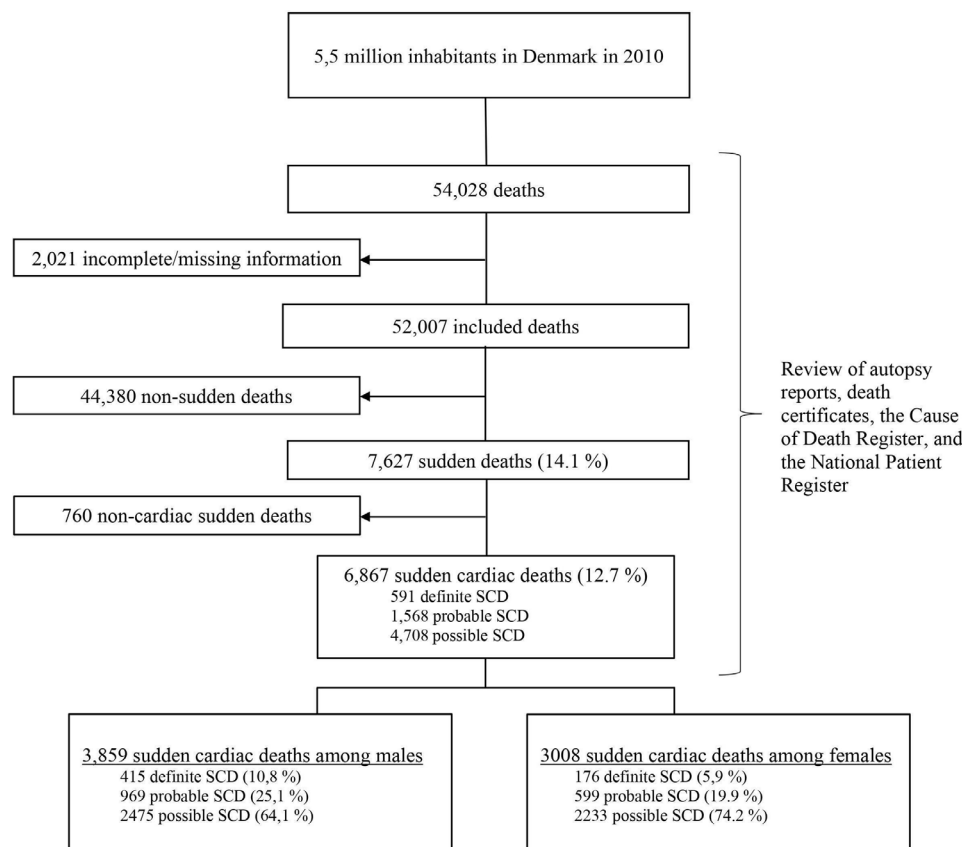 5,5 million inhabitants in Denmark in 2010
54,028 deaths
2,021 incomplete/missing information
52,007 included deaths
44,380 non-sudden deaths
7,627 sudden deaths (14.1 %)
760 non-cardiac sudden deaths
6,867 sudden cardiac deaths (12.7 %)
591 definite SCD
1,568 probable SCD
4,708 possible SCD
Review of autopsy
reports, death
certificates, the Cause
of Death Register, and
the National Patient
Register
3,859 sudden cardiac deaths among males
415 definite SCD (10,8 %)
969 probable SCD (25,1 %)
2475 possible SCD (64,1 %)
3008 sudden cardiac deaths among females
176 definite SCD (5,9 %)
599 probable SCD (19.9 %)
2233 possible SCD (74.2 %)